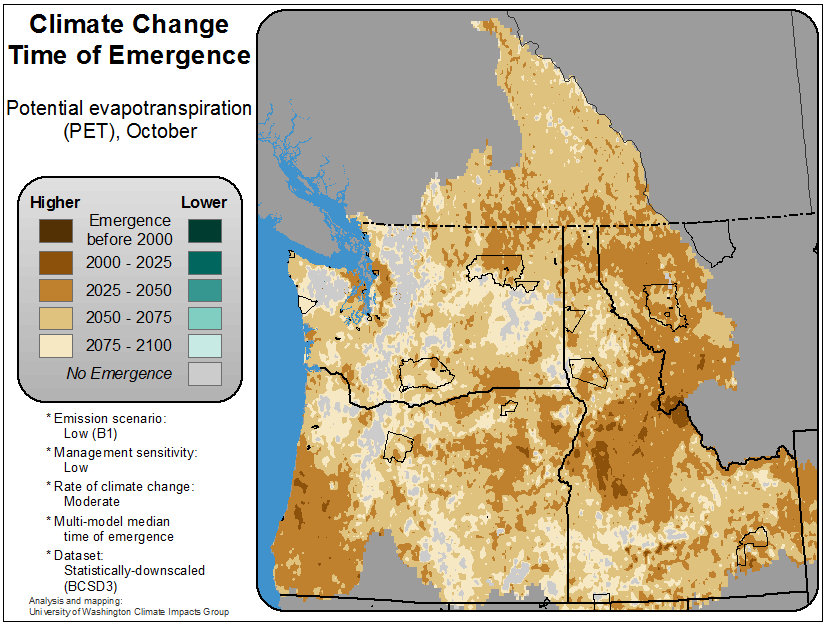 Climate Change
Time of Emergence
Potential evapotranspiration
(PET), October
Higher Lower
Emergence
before 2000
2000 - 2025
2025 - 2050
2050 - 2075
2075 - 2100
No Emergence
* Emission scenario:
Low (B1)
* Management sensitivity:
Low
* Rate of climate change:
Moderate
* Multi-model median
time of emergence
* Dataset:
Statistically-downscaled
(BCSD3)
Analysis and mapping:
University of Washington Climate Impacts Group